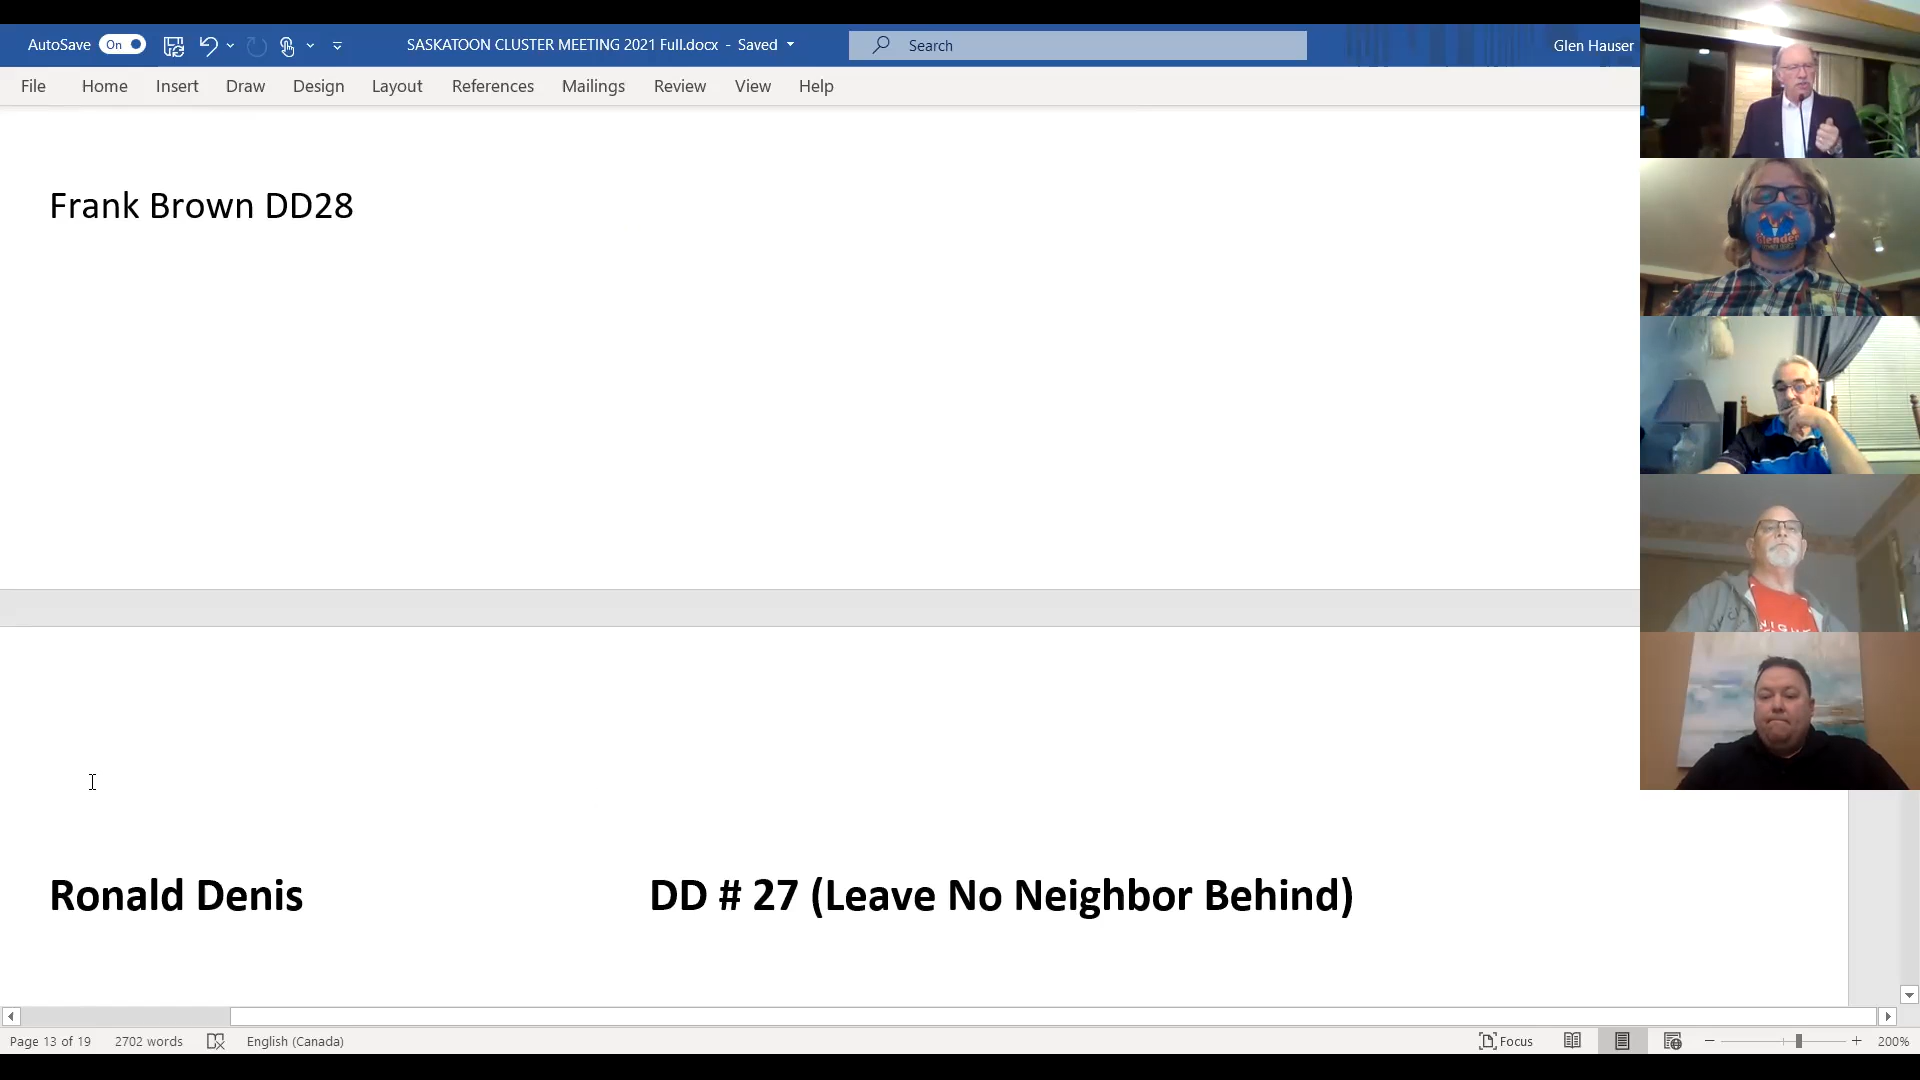 AutoSave On SASKATOON CLUSTER MEETING 2021 Full.docx - Saved Search Glen Hauser
File Home Insert Draw Design Layout References Mailings Review View Help
Frank Brown DD28
Ronald Denis DD # 27 (Leave No Neighbor Behind)
Page 13 of 19 2702 words English (Canada) Focus 200%